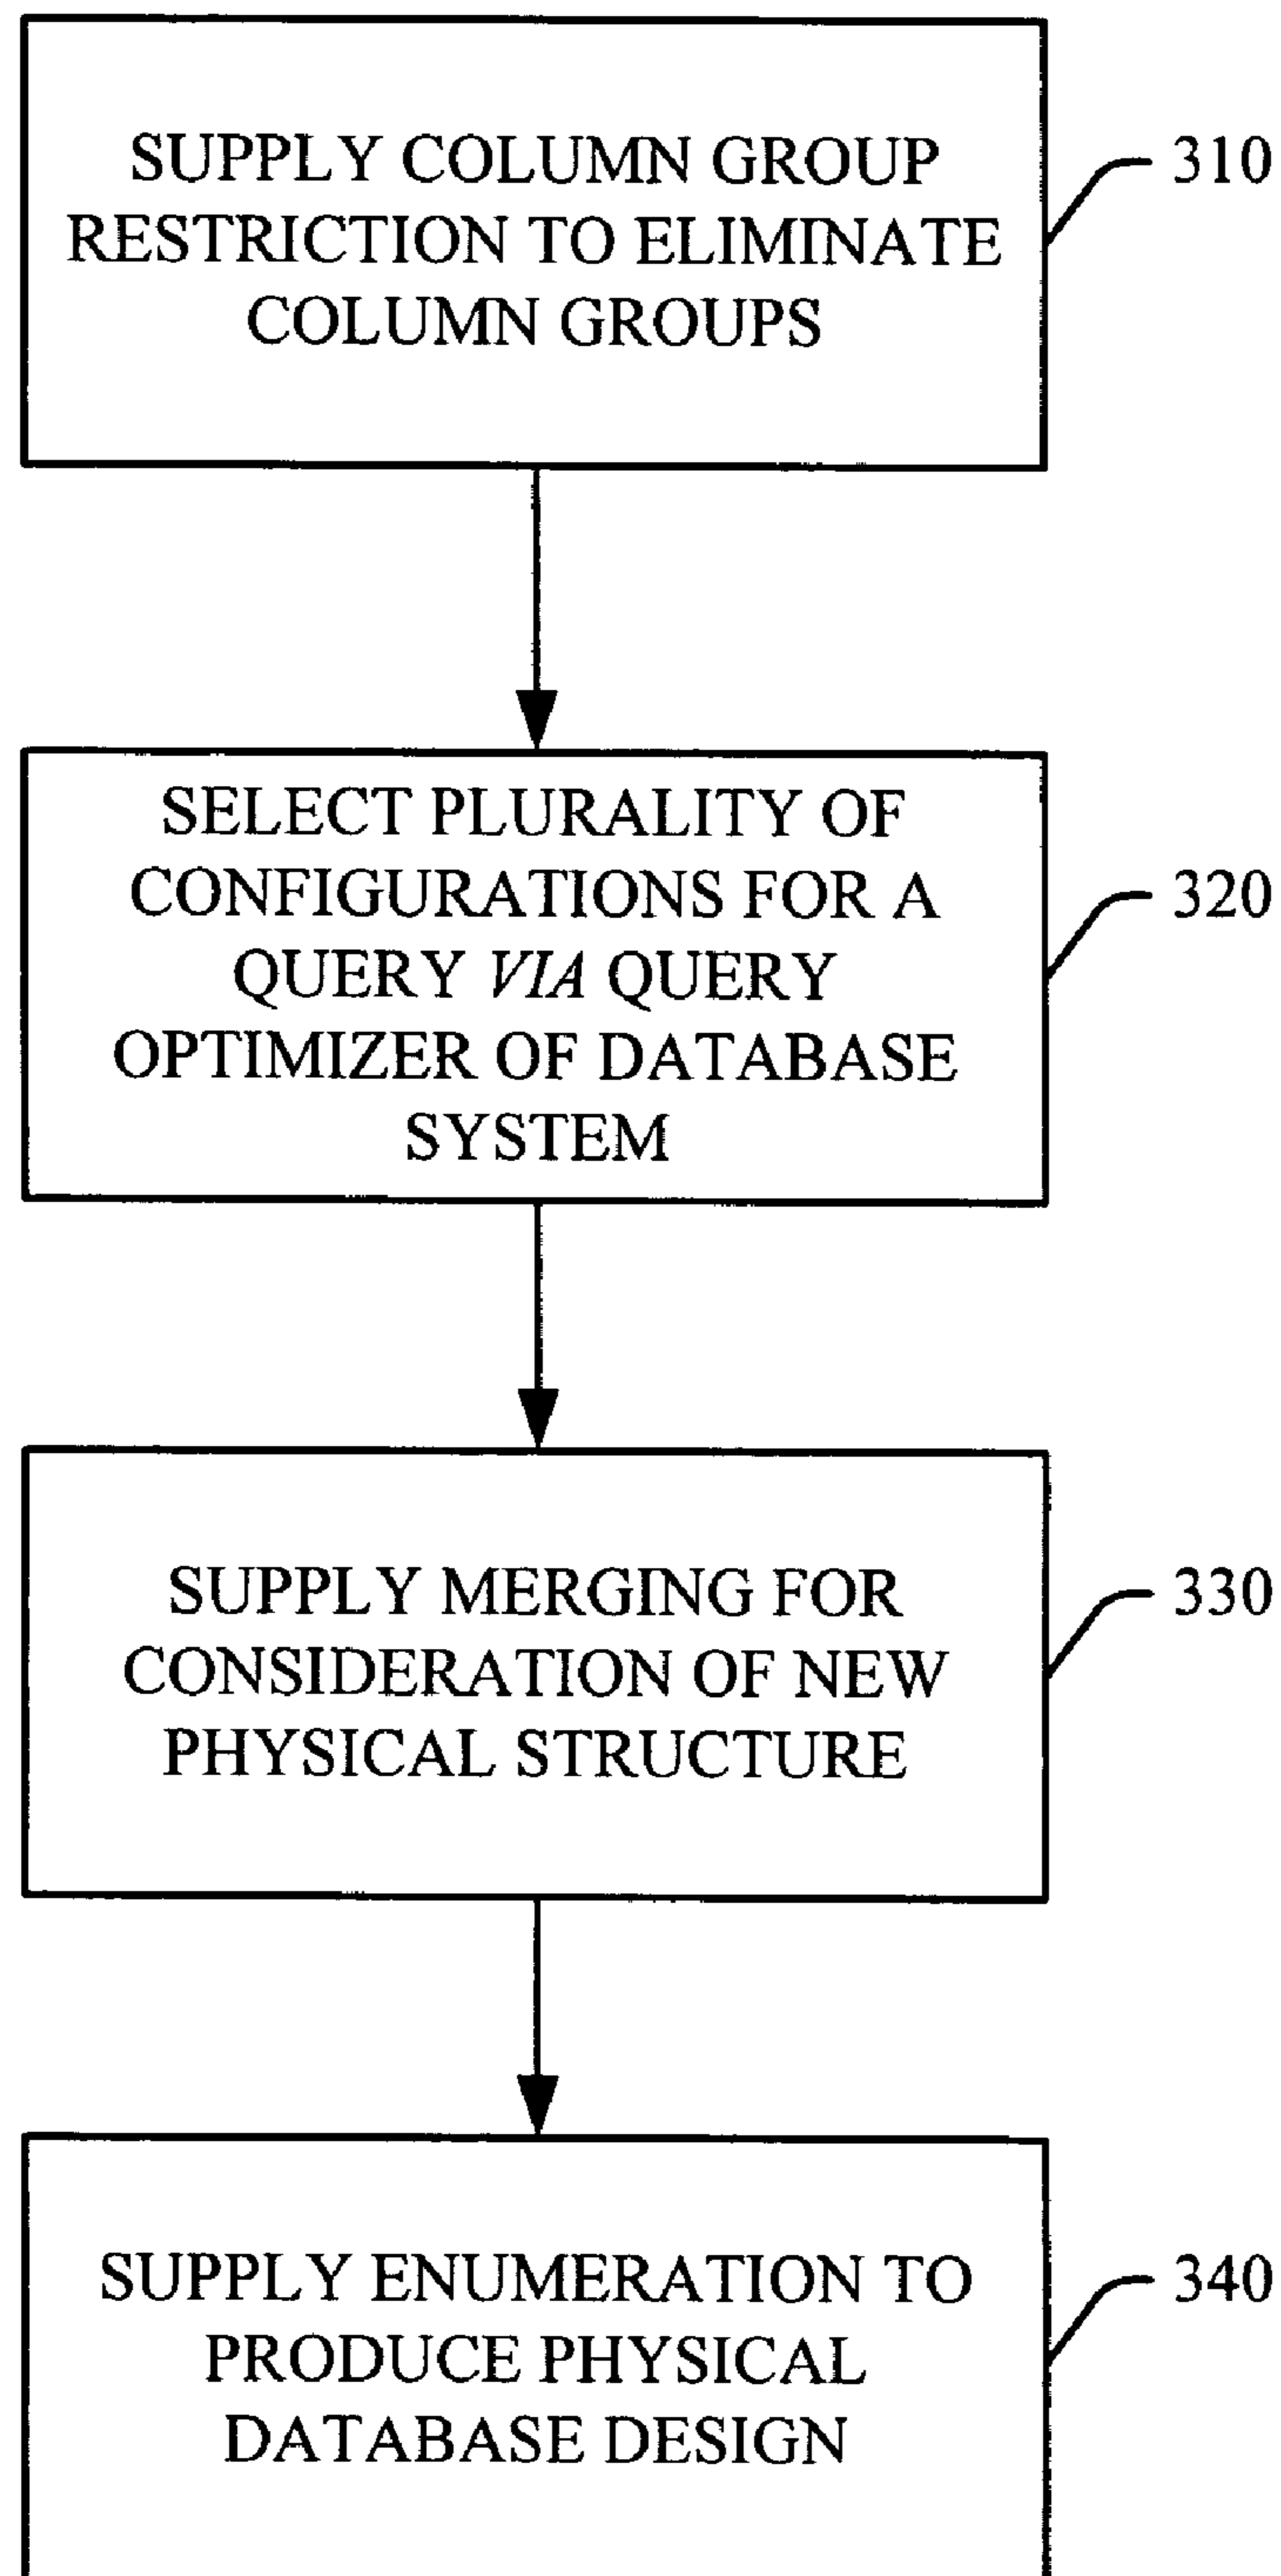 SUPPLY COLUMN GROUP
RESTRICTION TO ELIMINATE
COLUMN GROUPS
310
SELECT PLURALITY OF
CONFIGURATIONS FOR A
QUERY VIA QUERY
OPTIMIZER OF DATABASE
SYSTEM
320
SUPPLY MERGING FOR
CONSIDERATION OF NEW
PHYSICAL STRUCTURE
330
SUPPLY ENUMERATION TO
PRODUCE PHYSICAL
DATABASE DESIGN
340